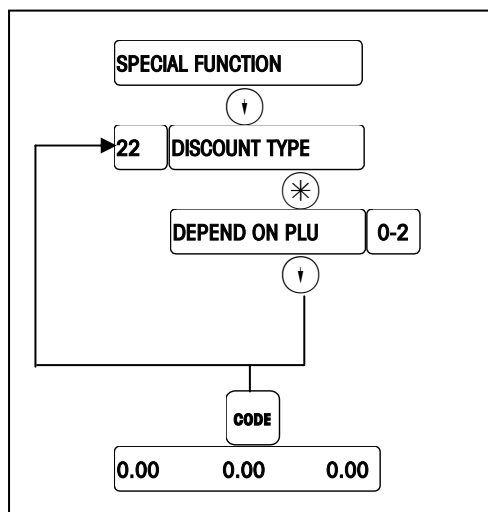 SPECIAL FUNCTION
22 DISCOUNT TYPE
DEPEND ON PLU 0-2
CODE
0.00 0.00 0.00